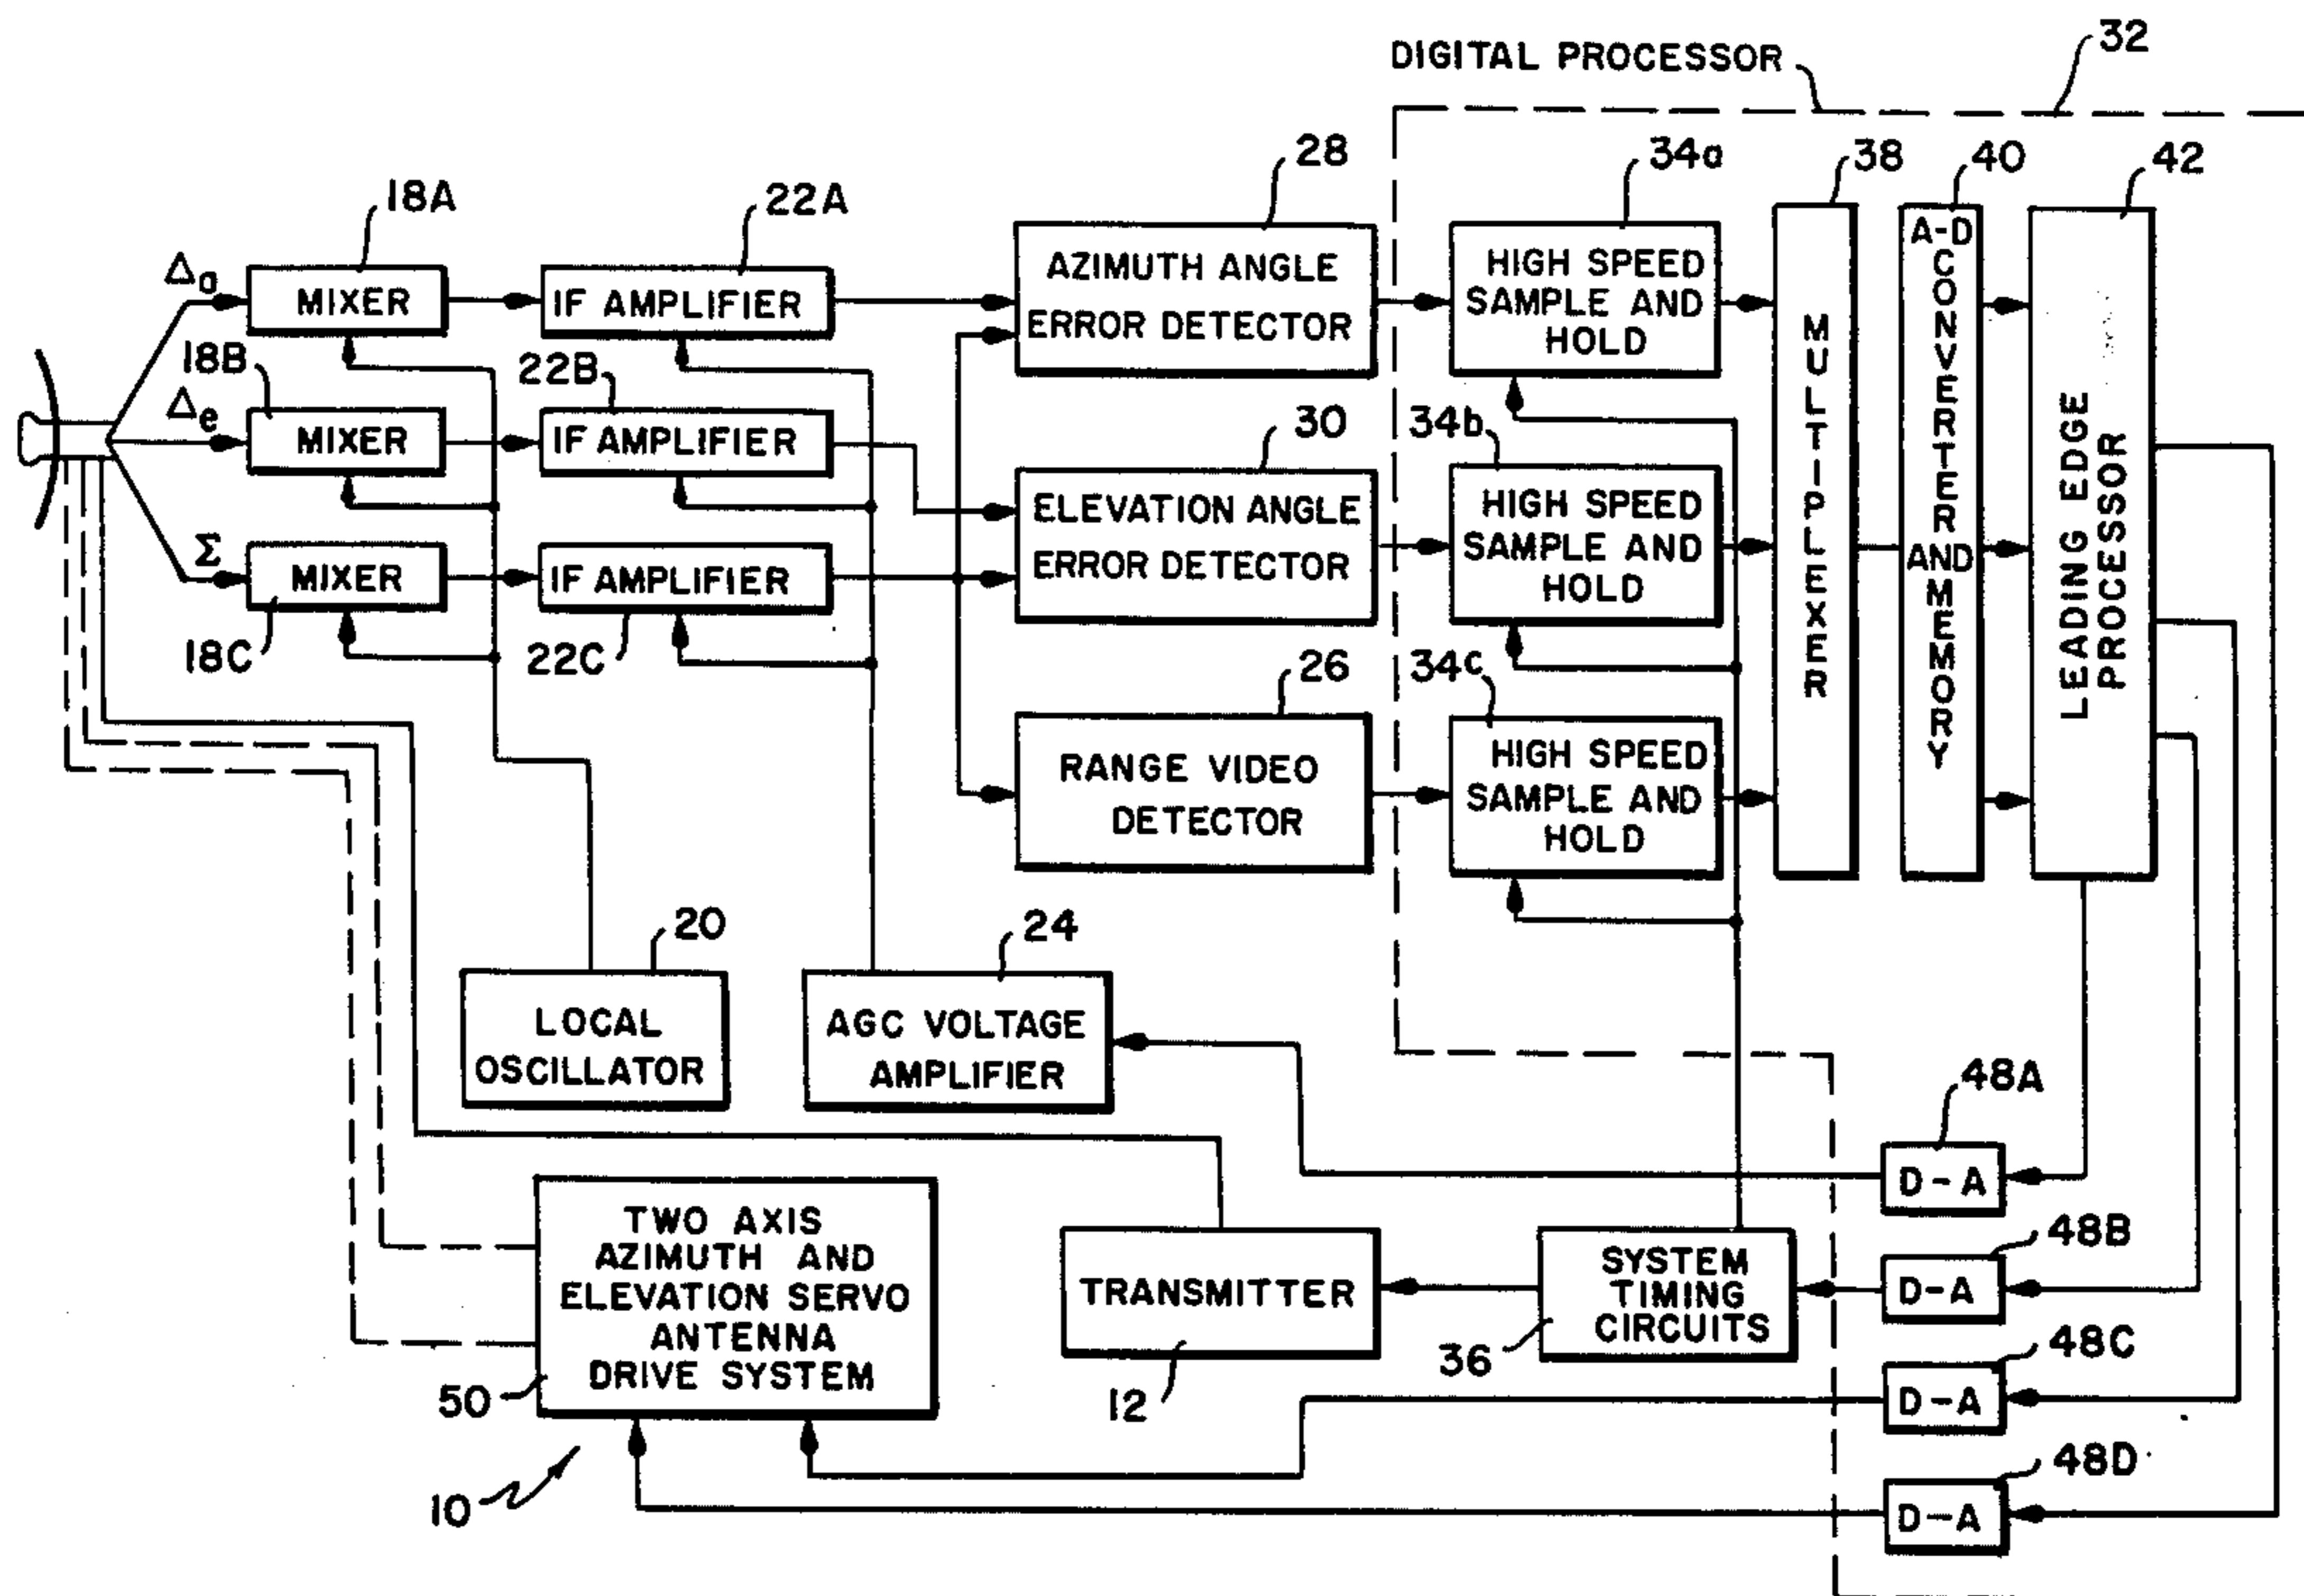 DIGITAL PROCESSOR
32
28
34a
38
40
42
18A
22A
Δa
MIXER
IF AMPLIFIER
AZIMUTH ANGLE
ERROR DETECTOR
HIGH SPEED
SAMPLE AND
HOLD
MULTIPLEXER
A-D
CONVERTER
AND
MEMORY
LEADING EDGE
PROCESSOR
18B
22B
Δe
MIXER
IF AMPLIFIER
30
34b
ELEVATION ANGLE
ERROR DETECTOR
HIGH SPEED
SAMPLE AND
HOLD
Σ
MIXER
IF AMPLIFIER
18C
22C
26
34c
RANGE VIDEO
DETECTOR
HIGH SPEED
SAMPLE AND
HOLD
20
24
LOCAL
OSCILLATOR
AGC VOLTAGE
AMPLIFIER
48A
D-A
TWO AXIS
AZIMUTH AND
ELEVATION SERVO
ANTENNA
DRIVE SYSTEM
50
TRANSMITTER
12
SYSTEM
TIMING
CIRCUITS
36
48B
D-A
48C
D-A
48D
D-A
10